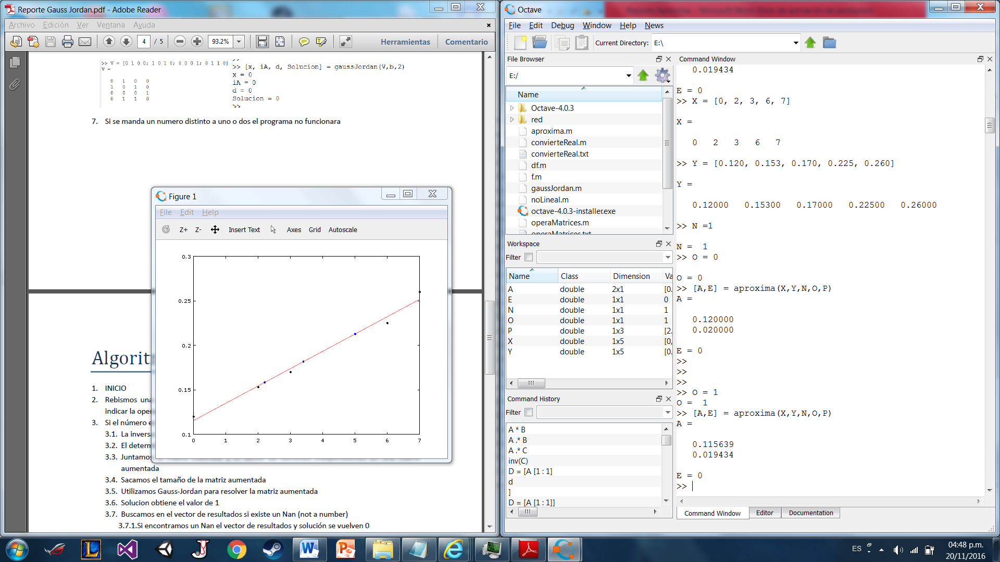 Reporte Gauss Jordan.pdf - Adobe Reader
Archivo Edición Ver Ventana Ayuda
4 / 5 93.2% Herramientas Comentario
>> V = [0 1 0 0; 1 0 1 0; 0 0 0 1; 0 1 1 0]
V =
0 1 0 0
1 0 1 0
0 0 0 1
0 1 1 0
>> [x, iA, d, Solucion] = gaussJordan(V,b,2)
x = 0
iA = 0
d = 0
Solucion = 0
>>
7. Si se manda un numero distinto a uno o dos el programa no funcionara
Figure 1
File Edit Help
Z+ Z- Insert Text Axes Grid Autoscale
0.3
0.25
0.2
0.15
0.1
0 1 2 3 4 5 6 7
Algorit
1. INICIO
2. Rebismos una
indicar la oper
3. Si el número e
3.1. La invers
3.2. El determ
3.3. Juntamos
aumentada
3.4. Sacamos el tamaño de la matriz aumentada
3.5. Utilizamos Gauss-Jordan para resolver la matriz aumentada
3.6. Solucion obtiene el valor de 1
3.7. Buscamos en el vector de resultados si existe un Nan (not a number)
3.7.1.Si encontramos un Nan el vector de resultados y solución se vuelven 0
Octave
File Edit Debug Window Help News
Current Directory: E:\
File Browser
E:/
Name
Octave-4.0.3
red
aproxima.m
convierteReal.m
convierteReal.txt
df.m
f.m
gaussJordan.m
noLineal.m
octave-4.0.3-installer.exe
operaMatrices.m
operaMatrices.txt
Workspace
Filter
Name Class Dimension Va
A double 2x1 [0.
E double 1x1 0
N double 1x1 1
O double 1x1 1
P double 1x3 [2.
X double 1x5 [0,
Y double 1x5 [0.
Command History
Filter
A * B
A .* B
A .* C
inv(C)
D = [A [1 : 1]
d
]
D = [A [1 : 1]]
Command Window
0.019434
E = 0
>> X = [0, 2, 3, 6, 7]
X =
0 2 3 6 7
>> Y = [0.120, 0.153, 0.170, 0.225, 0.260]
Y =
0.12000 0.15300 0.17000 0.22500 0.26000
>> N =1
N = 1
>> O = 0
O = 0
>> [A,E] = aproxima(X,Y,N,O,P)
A =
0.120000
0.020000
E = 0
>>
>>
>>
>> O = 1
O = 1
>> [A,E] = aproxima(X,Y,N,O,P)
A =
0.115639
0.019434
E = 0
>>
Command Window Editor Documentation
ES
04:48 p.m.
20/11/2016